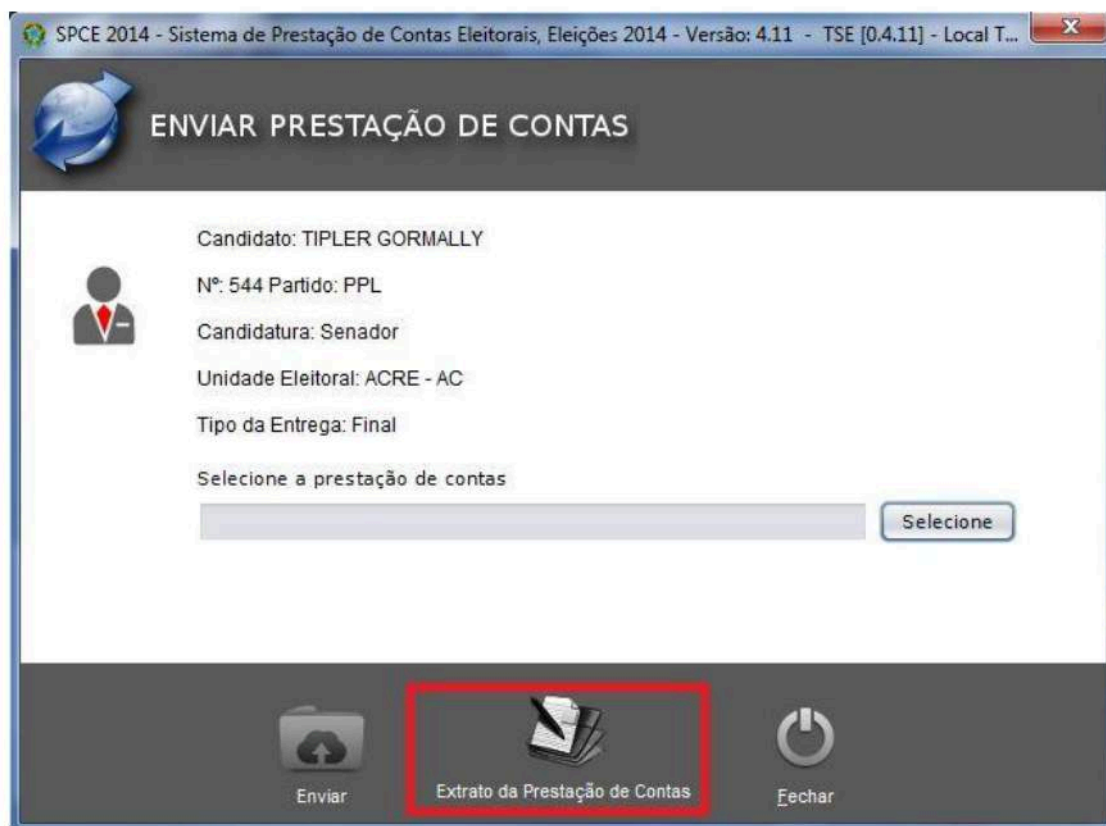 SPCE 2014 - Sistema de Prestação de Contas Eleitorais, Eleições 2014 - Versão: 4.11 - TSE [0.4.11] - Local T...
ENVIAR PRESTAÇÃO DE CONTAS
Candidato: TIPLER GORMALLY
Nº: 544 Partido: PPL
Candidatura: Senador
Unidade Eleitoral: ACRE - AC
Tipo da Entrega: Final
Selecione a prestação de contas
Selecione
Enviar
Extrato da Prestação de Contas
Fechar